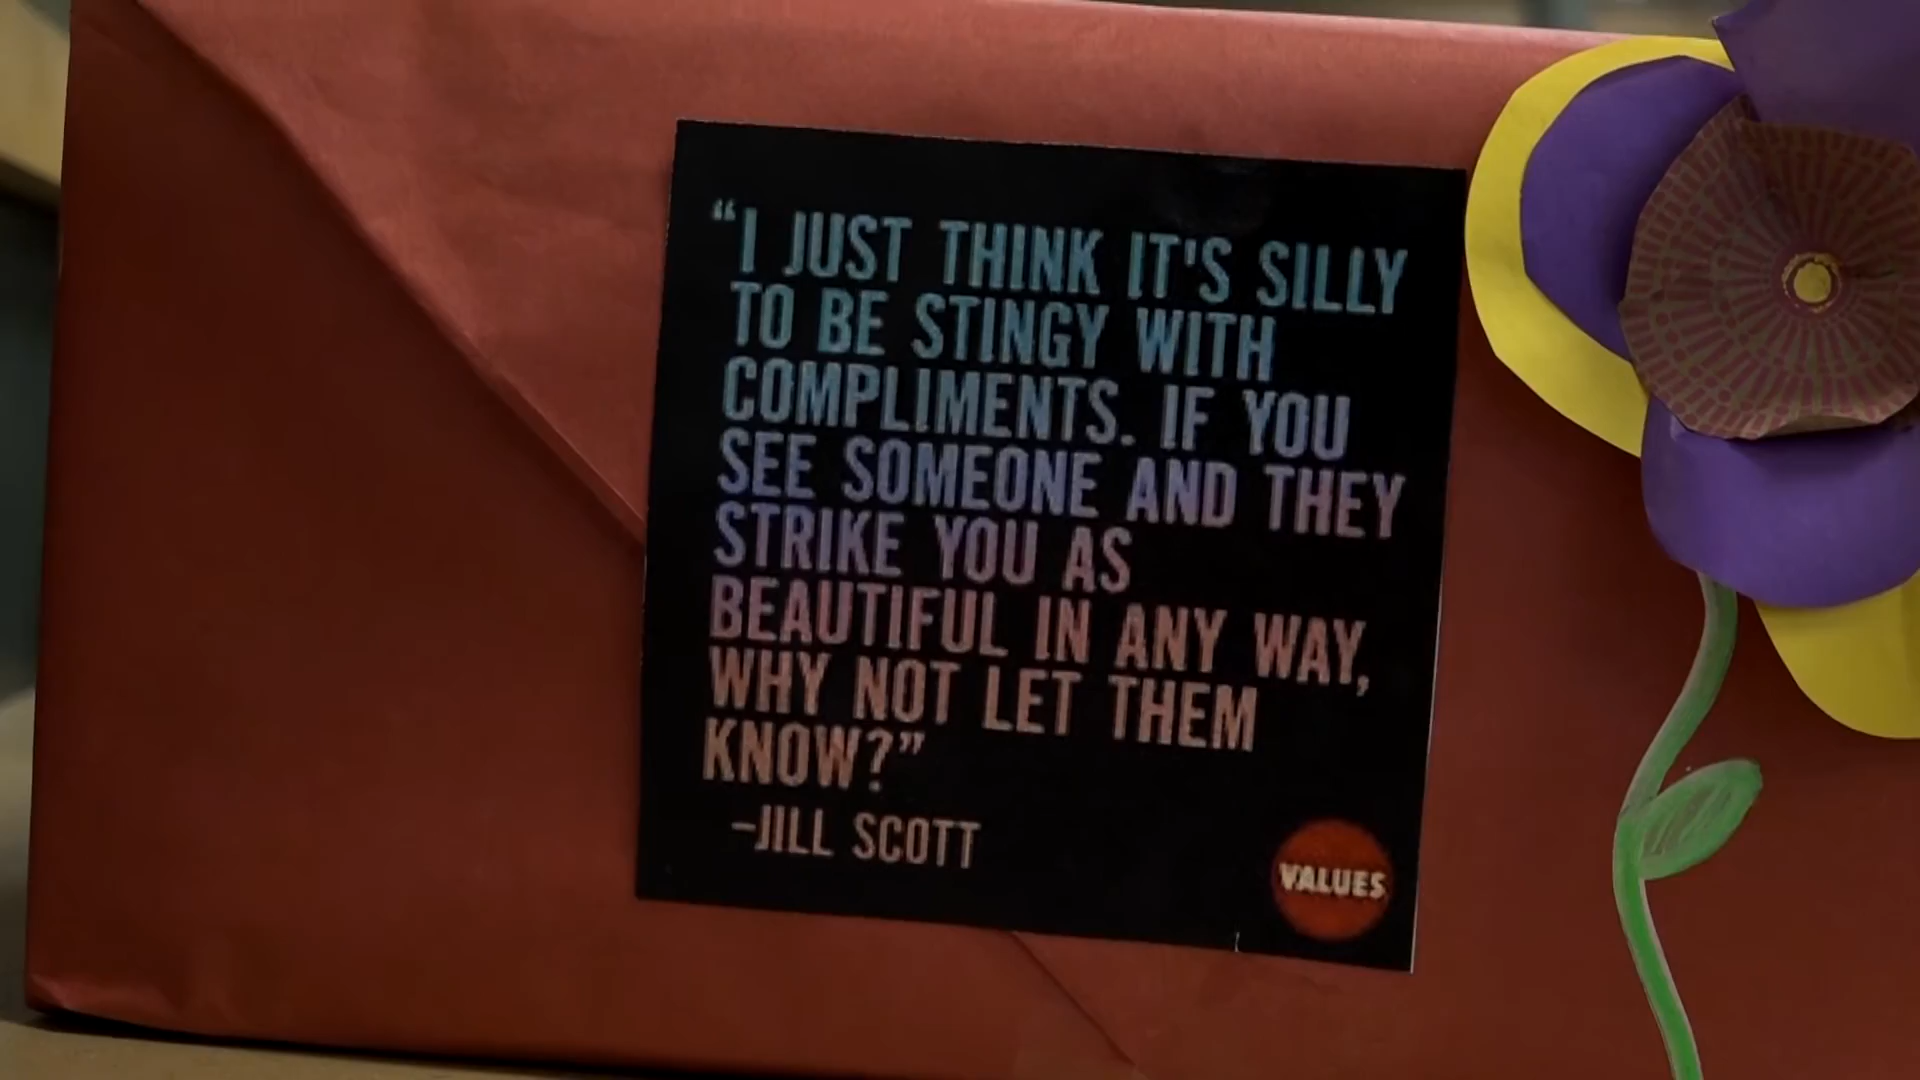 “I JUST THINK IT'S SILLY
TO BE STINGY WITH
COMPLIMENTS. IF YOU
SEE SOMEONE AND THEY
STRIKE YOU AS
BEAUTIFUL IN ANY WAY,
WHY NOT LET THEM
KNOW?”
–JILL SCOTT
VALUES